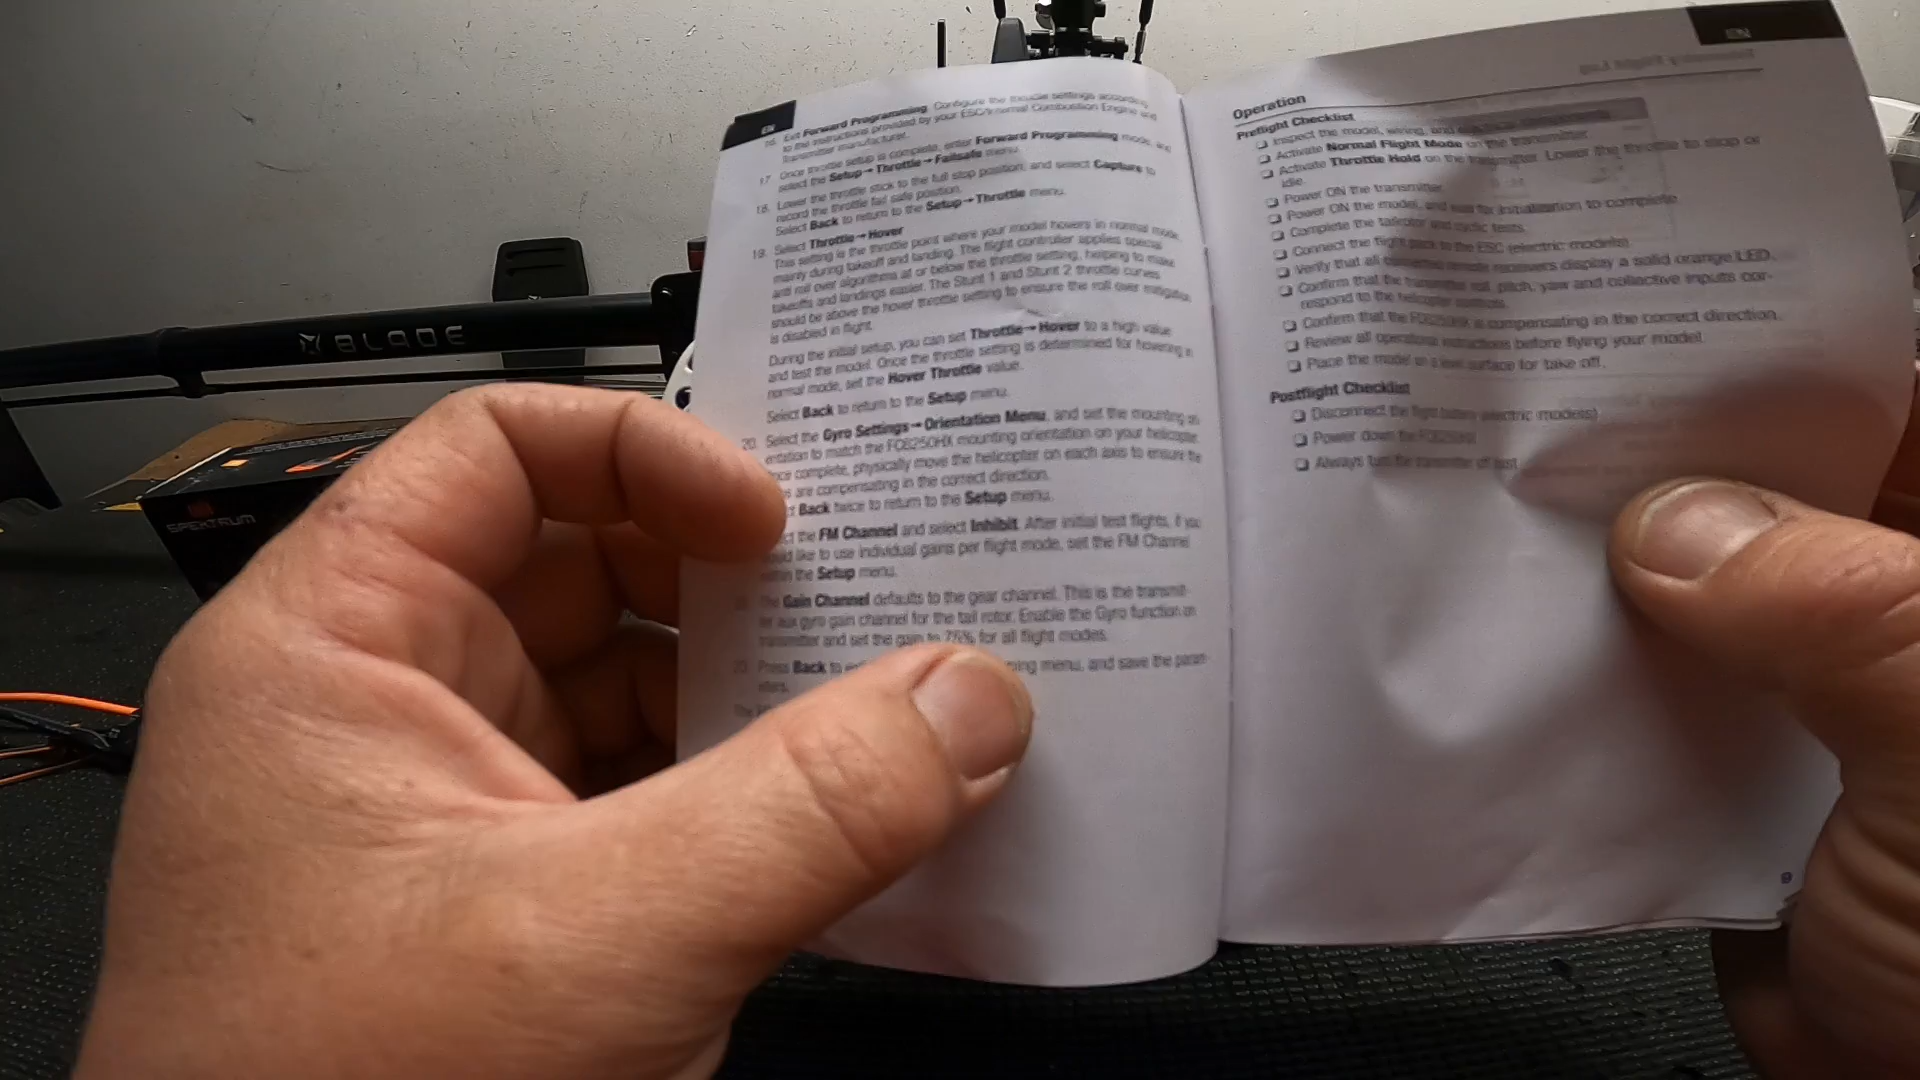 BLADE
SPEKTRUM
EN
16. Exit Forward Programming. Configure the throttle settings according
to the instructions provided by your ESC/Internal Combustion Engine and
Transmitter manufacturer.
17. Once throttle setup is complete, enter Forward Programming mode, and
select the Setup→Throttle→Failsafe menu.
18. Lower the throttle stick to the full stop position, and select Capture to
record the throttle fail safe position.
Select Back to return to the Setup→Throttle menu.
19. Select Throttle→Hover
This setting is the throttle point where your model hovers in normal mode,
mainly during takeoff and landing. The flight controller applies special
anti roll over algorithms at or below the throttle setting, helping to make
takeoffs and landings easier. The Stunt 1 and Stunt 2 throttle curves
should be above the hover throttle setting to ensure the roll over mitigation
is disabled in flight.
During the initial setup, you can set Throttle→Hover to a high value
and test the model. Once the throttle setting is determined for hovering in
normal mode, set the Hover Throttle value.
Select Back to return to the Setup menu.
20. Select the Gyro Settings→Orientation Menu, and set the mounting ori
entation to match the FC6250HX mounting orientation on your helicopter.
complete, physically move the helicopter on each axis to ensure the
are compensating in the correct direction.
Back twice to return to the Setup menu.
the FM Channel and select Inhibit. After initial test flights, if you
like to use individual gains per flight mode, set the FM Channel
the Setup menu.
Gain Channel defaults to the gear channel. This is the transmit-
ter aux gyro gain channel for the tail rotor. Enable the Gyro function on
transmitter and set the gain to 75% for all flight modes.
23. Press Back to menu, and save the param-
eters.
EN
Operation
Preflight Checklist
❏ Inspect the model, wiring, and
❏ Activate Normal Flight Mode on the transmitter.
❏ Activate Throttle Hold on the transmitter. Lower the throttle to stop or
idle.
❏ Power ON the transmitter.
❏ Power ON the model, and wait for initialization to complete.
❏ Complete the tailrotor and cyclic tests.
❏ Connect the flight pack to the ESC (electric models).
❏ Verify that all connected remote receivers display a solid orange LED.
❏ Confirm that the transmitter roll, pitch, yaw and collective inputs cor-
respond to the helicopter controls.
❏ Confirm that the FC6250HX is compensating in the correct direction.
❏ Review all operational instructions before flying your model.
❏ Place the model on a level surface for take off.
Postflight Checklist
❏ Disconnect the flight battery (electric models)
❏ Power down the FC6250HX
❏ Always turn the transmitter off last
9